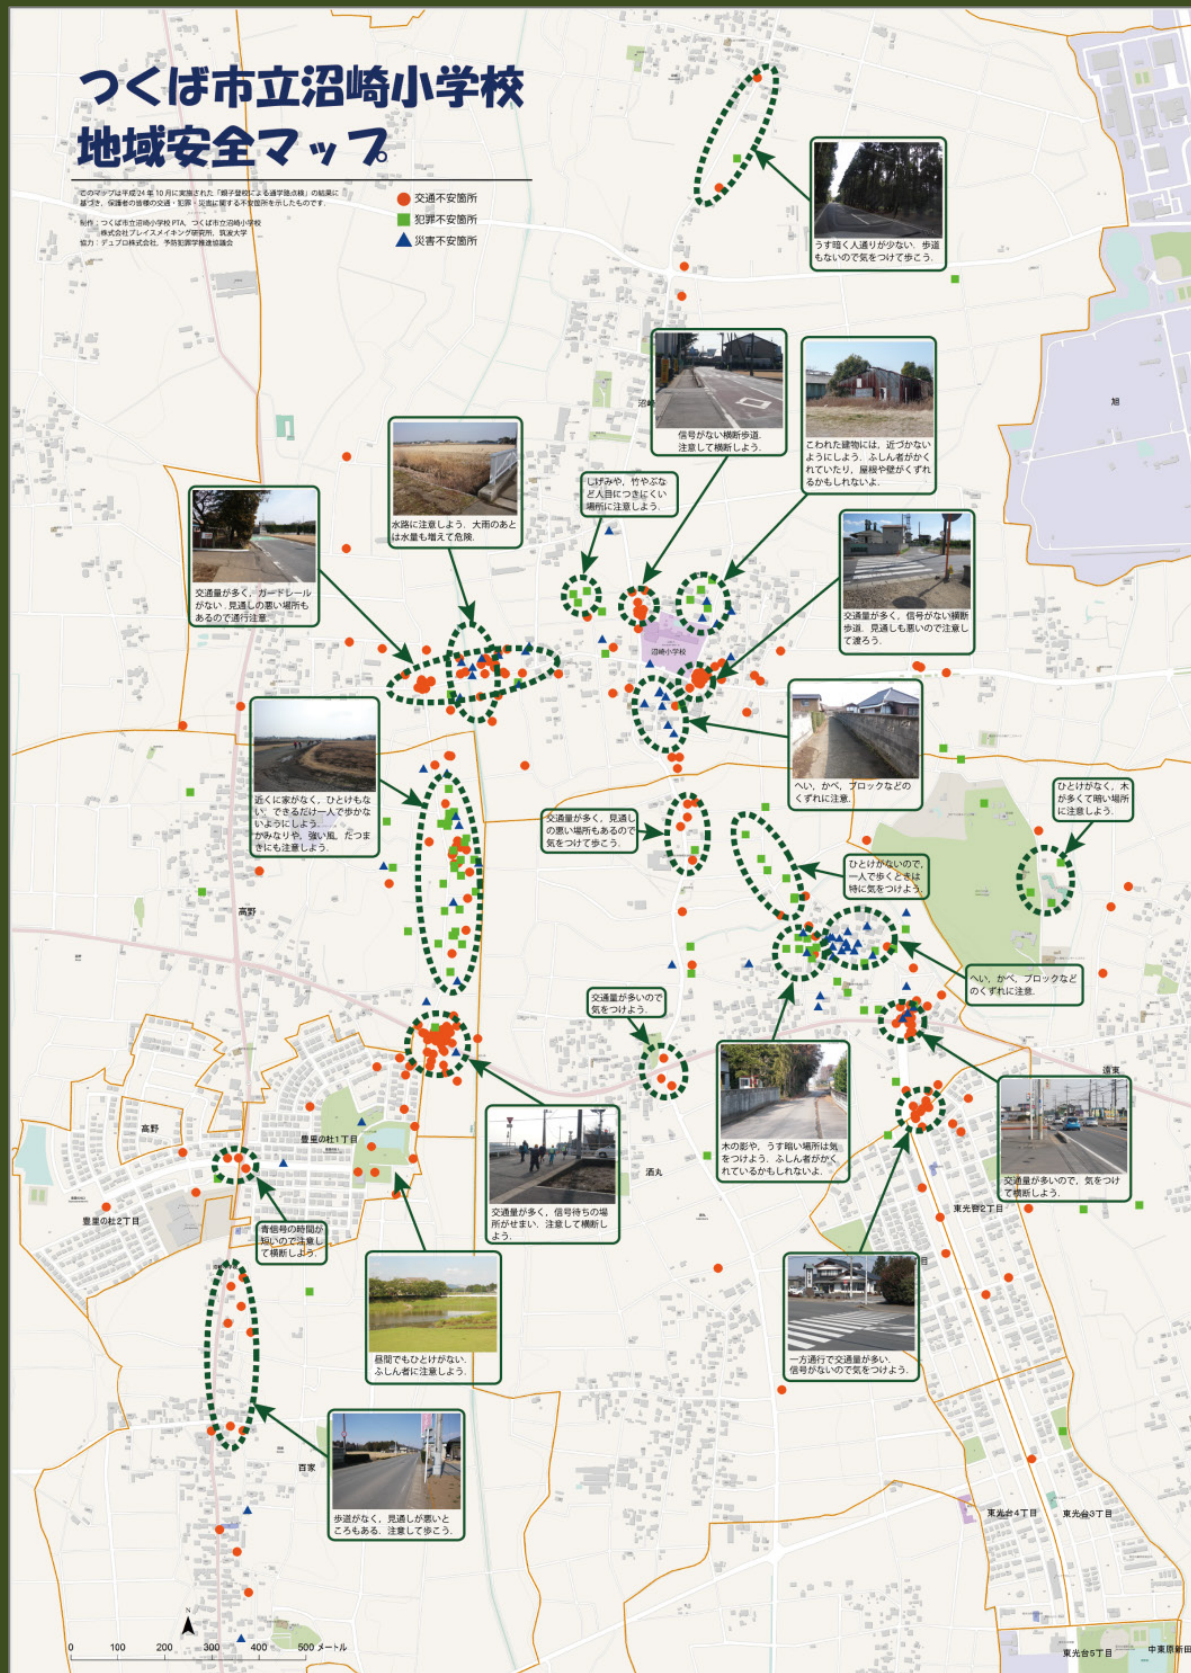 つくば市立沼崎小学校
地域安全マップ
このマップは平成24年10月に実施された「親子登校による通学路点検」の結果に
基づき、保護者の皆様の交通・犯罪・災害に関する不安箇所を示したものです.
制作：つくば市立沼崎小学校PTA，つくば市立沼崎小学校
株式会社プレイスメイキング研究所，筑波大学
協力：デュプロ株式会社，予防犯罪学推進協議会
交通不安箇所
犯罪不安箇所
災害不安箇所
うす暗く人通りが少ない．歩道
もないので気をつけて歩こう．
旭
沼崎
信号がない横断歩道．
注意して横断しよう．
こわれた建物には，近づかない
ようにしよう．ふしん者がかく
れていたり，屋根や壁がくずれ
るかもしれないよ．
水路に注意しよう．大雨のあと
は水量も増えて危険．
しげみや，竹やぶな
ど人目につきにくい
場所に注意しよう．
交通量が多く，ガードレール
がない．見通しの悪い場所も
あるので通行注意．
交通量が多く，信号がない横断
歩道．見通しも悪いので注意し
て渡ろう．
沼崎小学校
へい，かべ，ブロックなどの
くずれに注意．
近くに家がなく，ひとけもな
い．できるだけ一人で歩かな
いようにしよう．
かみなりや，強い風，たつま
きにも注意しよう．
交通量が多く，見通し
の悪い場所もあるので
気をつけて歩こう．
ひとけがなく，木
が多くて暗い場所
に注意しよう．
ひとけがないので，
一人で歩くときは
特に気をつけよう．
高野
へい，かべ，ブロックなど
のくずれに注意．
交通量が多いので
気をつけよう．
遠東
高野
豊里の杜1丁目
木の影や，うす暗い場所は気
をつけよう．ふしん者がかく
れているかもしれないよ．
酒丸
交通量が多いので，気をつけ
て横断しよう．
豊里の杜2丁目
青信号の時間が
短いので注意し
て横断しよう．
交通量が多く，信号待ちの場
所がせまい．注意して横断し
よう．
東光台2丁目
丁目
昼間でもひとけがない．
ふしん者に注意しよう．
一方通行で交通量が多い．
信号がないので気をつけよう．
百家
歩道がなく，見通しが悪いと
ころもある．注意して歩こう．
東光台4丁目
東光台3丁目
N
0 100 200 300 400 500 メートル
東光台5丁目
中東原新田